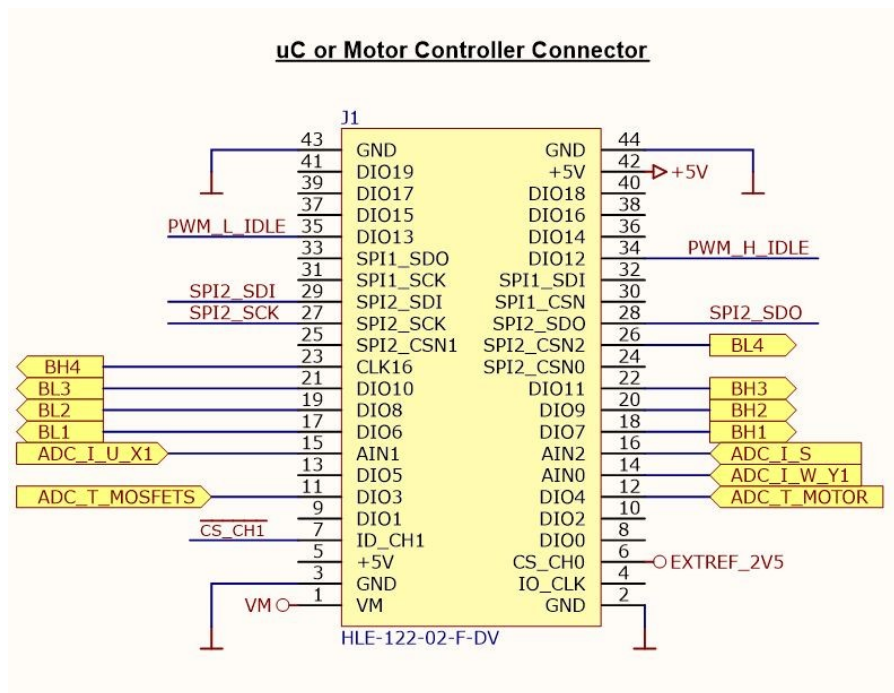 uC or Motor Controller Connector
J1
43 GND GND 44
41 DIO19 +5V 42 +5V
39 DIO17 DIO18 40
37 DIO15 DIO16 38
PWM_L_IDLE 35 DIO13 DIO14 36
33 SPI1_SDO DIO12 34 PWM_H_IDLE
31 SPI1_SCK SPI1_SDI 32
SPI2_SDI 29 SPI2_SDI SPI1_CSN 30
SPI2_SCK 27 SPI2_SCK SPI2_SDO 28 SPI2_SDO
25 SPI2_CSN1 SPI2_CSN2 26 BL4
BH4 23 CLK16 SPI2_CSN0 24
BL3 21 DIO10 DIO11 22 BH3
BL2 19 DIO8 DIO9 20 BH2
BL1 17 DIO6 DIO7 18 BH1
ADC_I_U_X1 15 AIN1 AIN2 16 ADC_I_S
13 DIO5 AIN0 14 ADC_I_W_Y1
ADC_T_MOSFETS 11 DIO3 DIO4 12 ADC_T_MOTOR
9 DIO1 DIO2 10
CS_CH1 7 ID_CH1 DIO0 8
5 +5V CS_CH0 6 EXTREF_2V5
3 GND IO_CLK 4
VM 1 VM GND 2
HLE-122-02-F-DV